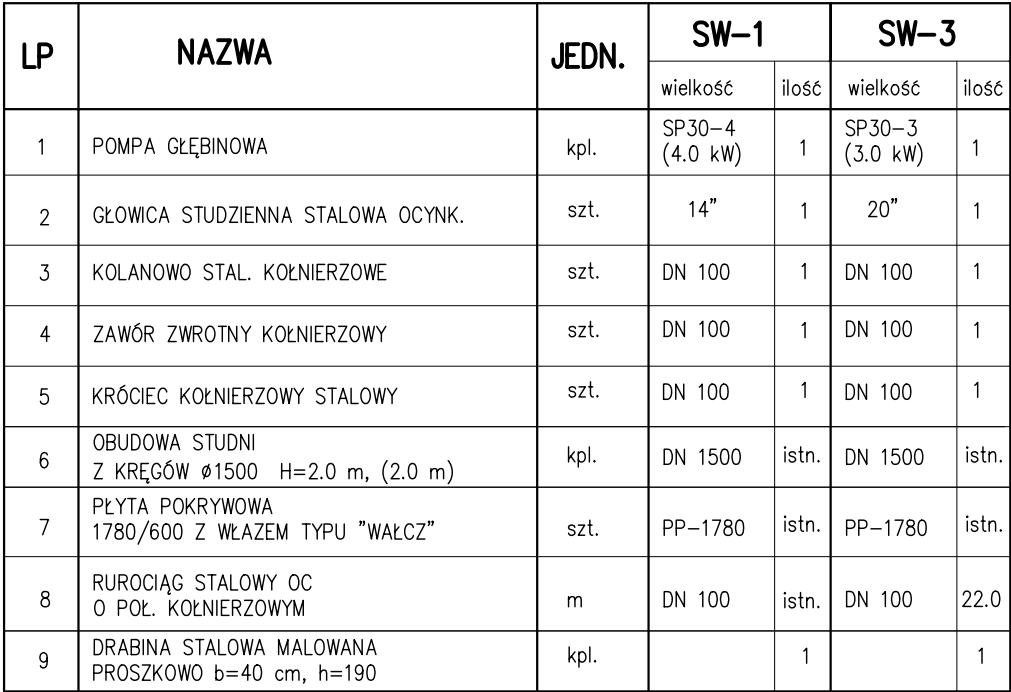 LP NAZWA JEDN. SW-1 SW-3
wielkość ilość wielkość ilość
1 POMPA GŁĘBINOWA kpl. SP30-4 (4.0 kW) 1 SP30-3 (3.0 kW) 1
2 GŁOWICA STUDZIENNA STALOWA OCYNK. szt. 14” 1 20” 1
3 KOLANOWO STAL. KOŁNIERZOWE szt. DN 100 1 DN 100 1
4 ZAWÓR ZWROTNY KOŁNIERZOWY szt. DN 100 1 DN 100 1
5 KRÓCIEC KOŁNIERZOWY STALOWY szt. DN 100 1 DN 100 1
6 OBUDOWA STUDNI
Z KRĘGÓW ø1500 H=2.0 m, (2.0 m) kpl. DN 1500 istn. DN 1500 istn.
7 PŁYTA POKRYWOWA
1780/600 Z WŁAZEM TYPU ”WAŁCZ” szt. PP-1780 istn. PP-1780 istn.
8 RUROCIĄG STALOWY OC
O POŁ. KOŁNIERZOWYM m DN 100 istn. DN 100 22.0
9 DRABINA STALOWA MALOWANA
PROSZKOWO b=40 cm, h=190 kpl. 1 1